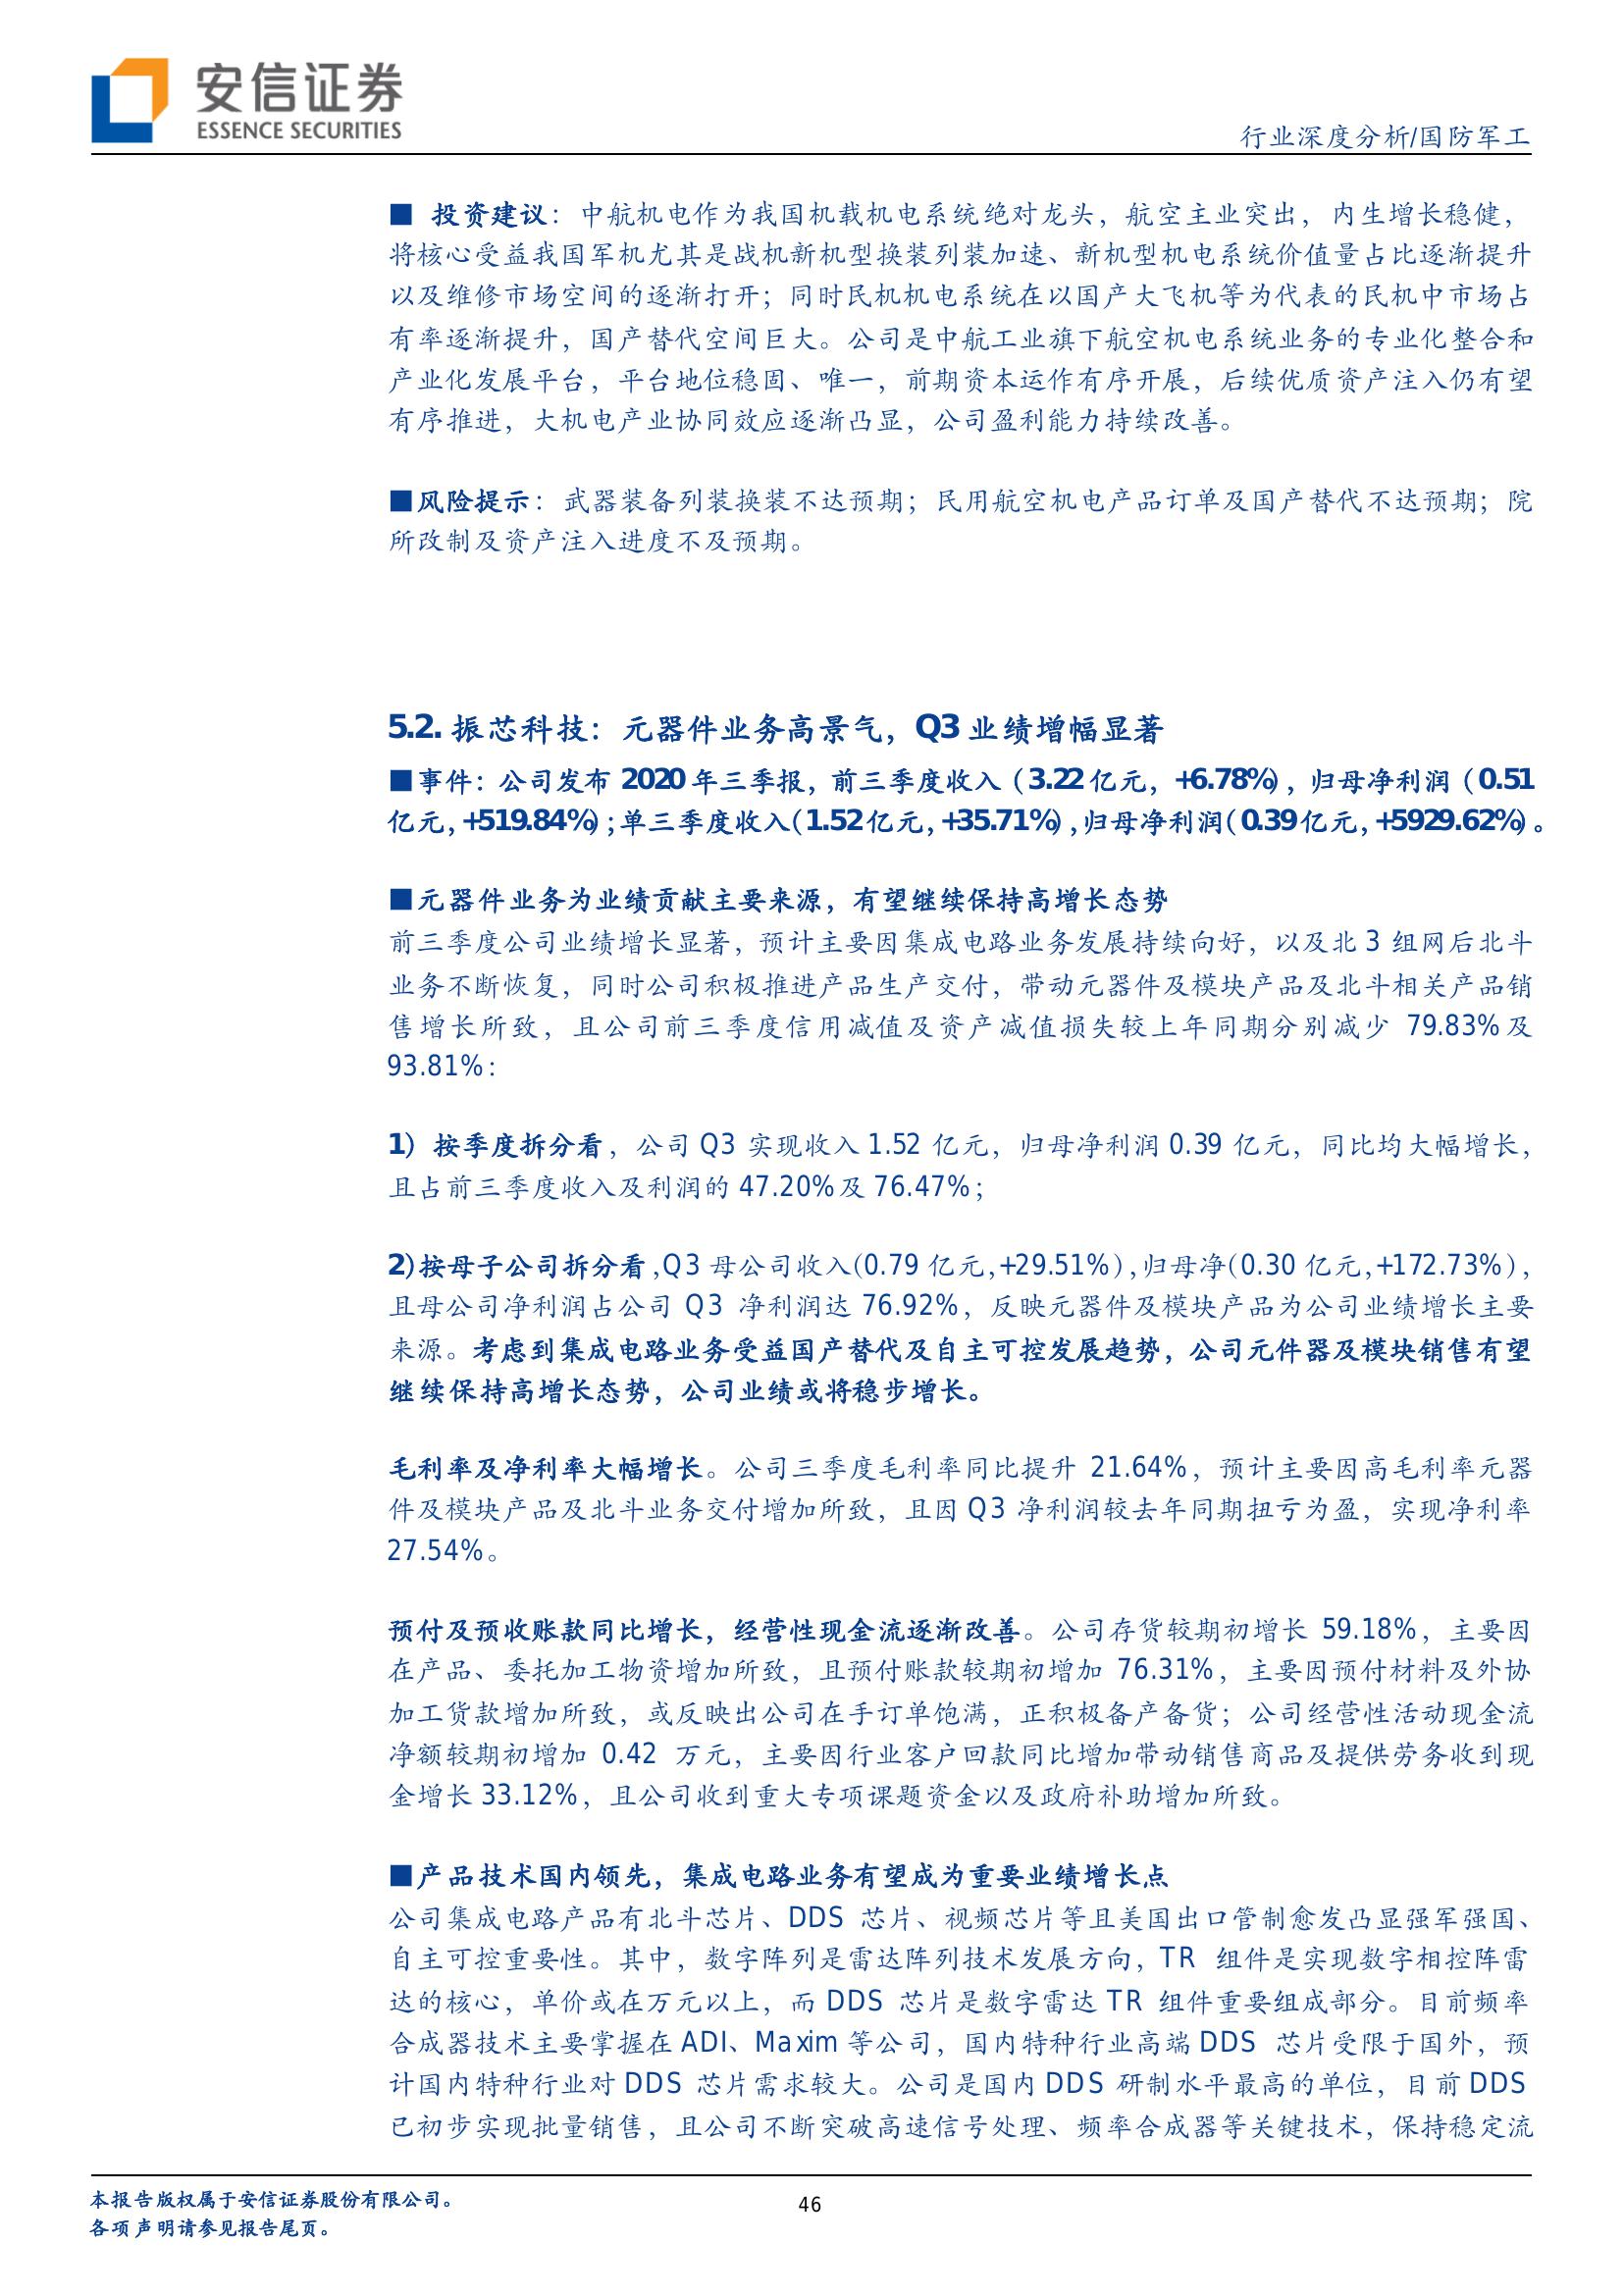 安信证券
ESSENCE SECURITIES
行业深度分析/国防军工
■ 投资建议：中航机电作为我国机载机电系统绝对龙头，航空主业突出，内生增长稳健，
将核心受益我国军机尤其是战机新机型换装列装加速、新机型机电系统价值量占比逐渐提升
以及维修市场空间的逐渐打开；同时民机机电系统在以国产大飞机等为代表的民机中市场占
有率逐渐提升，国产替代空间巨大。公司是中航工业旗下航空机电系统业务的专业化整合和
产业化发展平台，平台地位稳固、唯一，前期资本运作有序开展，后续优质资产注入仍有望
有序推进，大机电产业协同效应逐渐凸显，公司盈利能力持续改善。
■风险提示：武器装备列装换装不达预期；民用航空机电产品订单及国产替代不达预期；院
所改制及资产注入进度不及预期。
5.2. 振芯科技：元器件业务高景气，Q3 业绩增幅显著
■事件：公司发布 2020 年三季报，前三季度收入（3.22 亿元，+6.78%），归母净利润（0.51
亿元，+519.84%）；单三季度收入（1.52 亿元，+35.71%），归母净利润（0.39 亿元，+5929.62%）。
■元器件业务为业绩贡献主要来源，有望继续保持高增长态势
前三季度公司业绩增长显著，预计主要因集成电路业务发展持续向好，以及北 3 组网后北斗
业务不断恢复，同时公司积极推进产品生产交付，带动元器件及模块产品及北斗相关产品销
售增长所致，且公司前三季度信用减值及资产减值损失较上年同期分别减少 79.83%及
93.81%：
1）按季度拆分看，公司 Q3 实现收入 1.52 亿元，归母净利润 0.39 亿元，同比均大幅增长，
且占前三季度收入及利润的 47.20%及 76.47%；
2)按母子公司拆分看,Q3 母公司收入(0.79 亿元,+29.51%),归母净(0.30 亿元,+172.73%),
且母公司净利润占公司 Q3 净利润达 76.92%，反映元器件及模块产品为公司业绩增长主要
来源。考虑到集成电路业务受益国产替代及自主可控发展趋势，公司元件器及模块销售有望
继续保持高增长态势，公司业绩或将稳步增长。
毛利率及净利率大幅增长。公司三季度毛利率同比提升 21.64%，预计主要因高毛利率元器
件及模块产品及北斗业务交付增加所致，且因 Q3 净利润较去年同期扭亏为盈，实现净利率
27.54%。
预付及预收账款同比增长，经营性现金流逐渐改善。公司存货较期初增长 59.18%，主要因
在产品、委托加工物资增加所致，且预付账款较期初增加 76.31%，主要因预付材料及外协
加工货款增加所致，或反映出公司在手订单饱满，正积极备产备货；公司经营性活动现金流
净额较期初增加 0.42 万元，主要因行业客户回款同比增加带动销售商品及提供劳务收到现
金增长 33.12%，且公司收到重大专项课题资金以及政府补助增加所致。
■产品技术国内领先，集成电路业务有望成为重要业绩增长点
公司集成电路产品有北斗芯片、DDS 芯片、视频芯片等且美国出口管制愈发凸显强军强国、
自主可控重要性。其中，数字阵列是雷达阵列技术发展方向，TR 组件是实现数字相控阵雷
达的核心，单价或在万元以上，而 DDS 芯片是数字雷达 TR 组件重要组成部分。目前频率
合成器技术主要掌握在 ADI、Maxim 等公司，国内特种行业高端 DDS 芯片受限于国外，预
计国内特种行业对 DDS 芯片需求较大。公司是国内 DDS 研制水平最高的单位，目前 DDS
已初步实现批量销售，且公司不断突破高速信号处理、频率合成器等关键技术，保持稳定流
本报告版权属于安信证券股份有限公司。
各项声明请参见报告尾页。
46